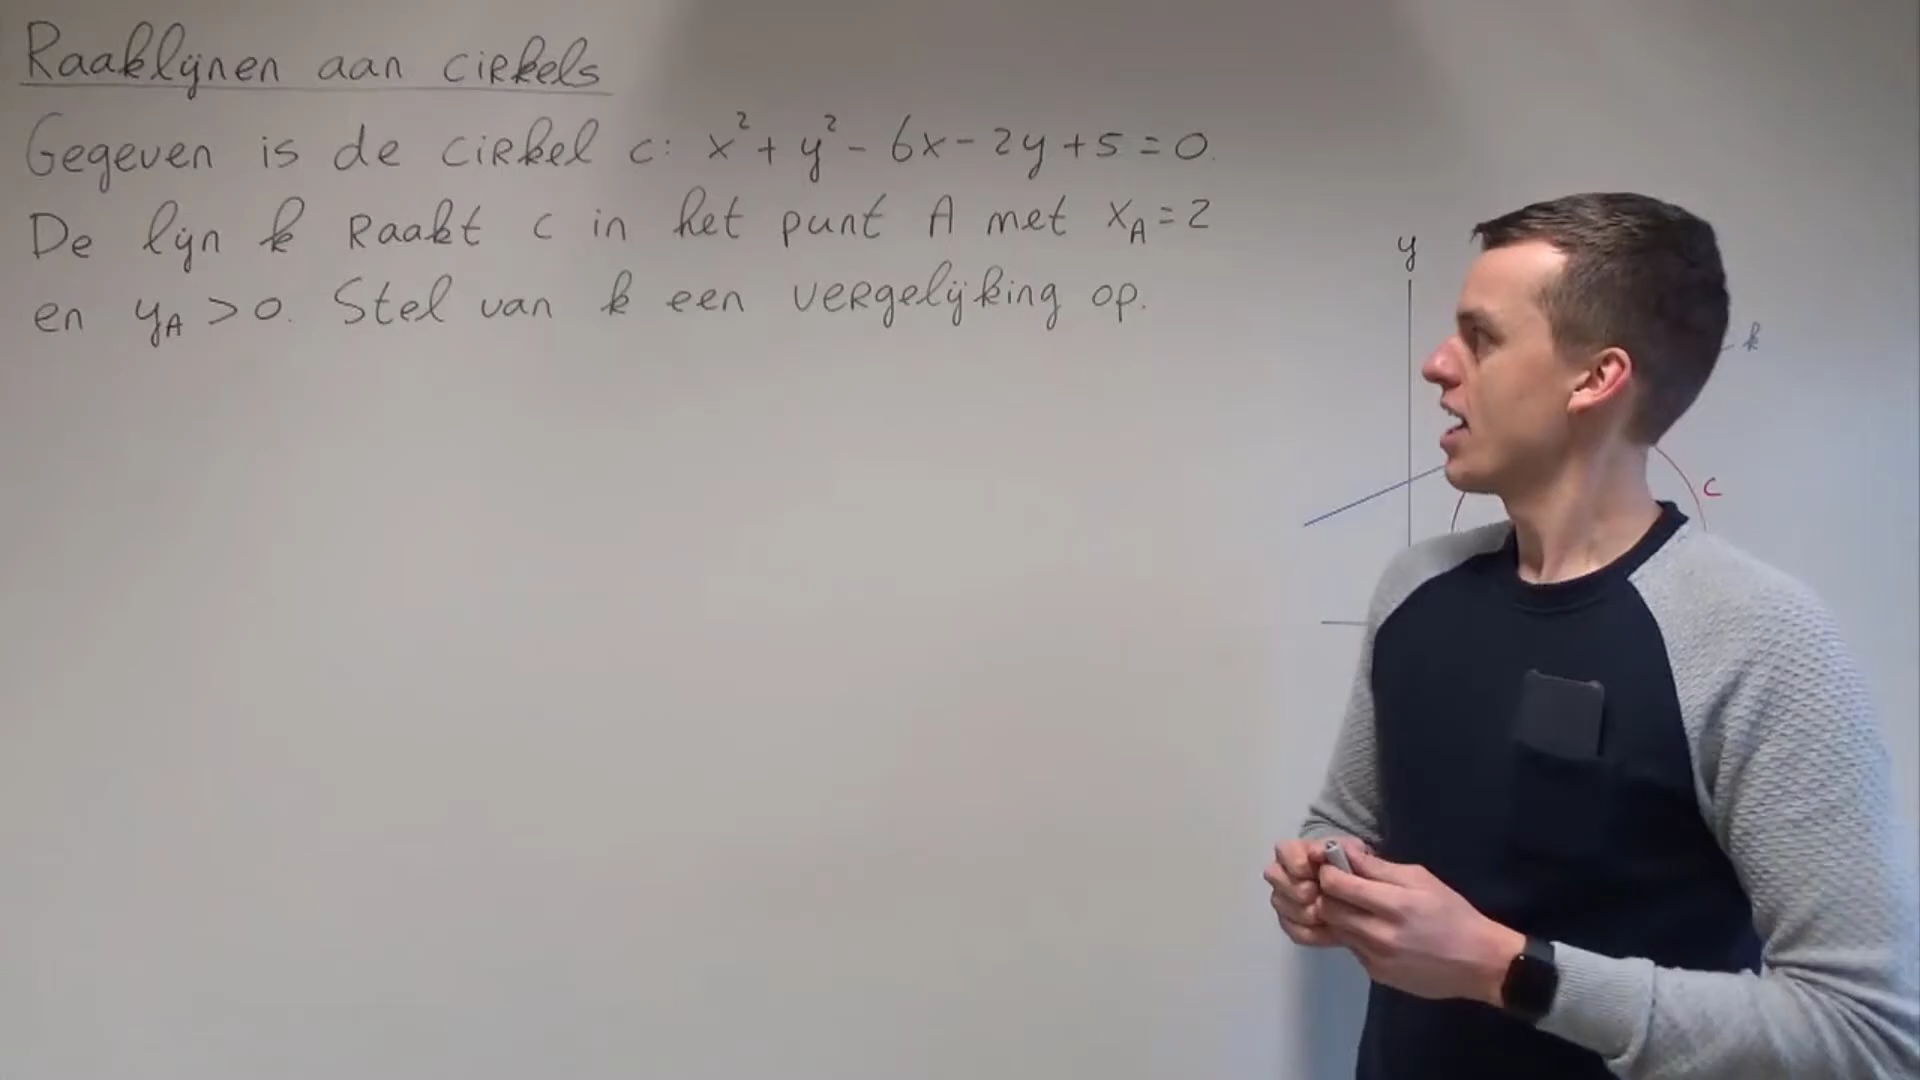 Raaklijnen aan cirkels
Gegeven is de cirkel c: x² + y² - 6x - 2y + 5 = 0.
De lijn k raakt c in het punt A met x_A = 2
en y_A > 0. Stel van k een vergelijking op.
y
k
c